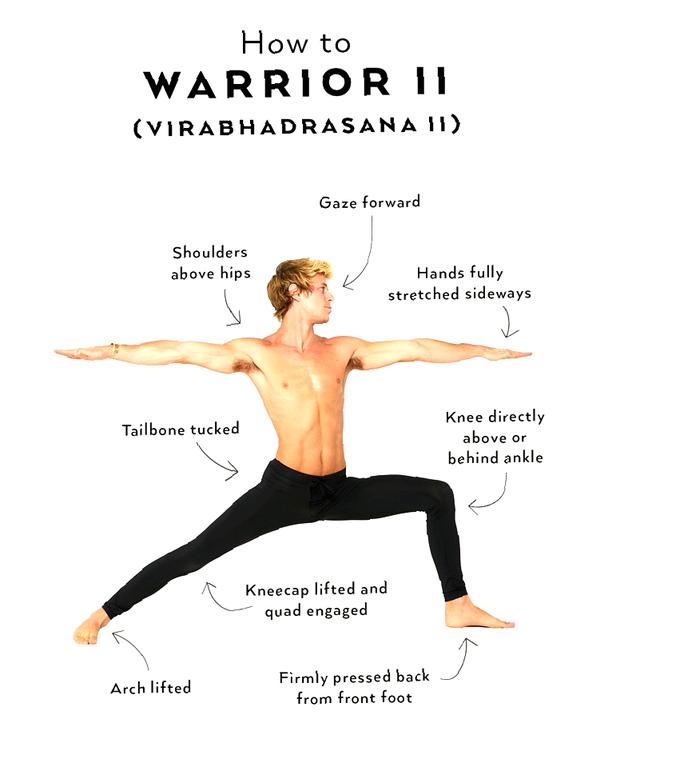 How to
WARRIOR II
(VIRABHADRASANA II)
Gaze forward
Shoulders
above hips
Hands fully
stretched sideways
Tailbone tucked
Knee directly
above or
behind ankle
Kneecap lifted and
quad engaged
Arch lifted
Firmly pressed back
from front foot